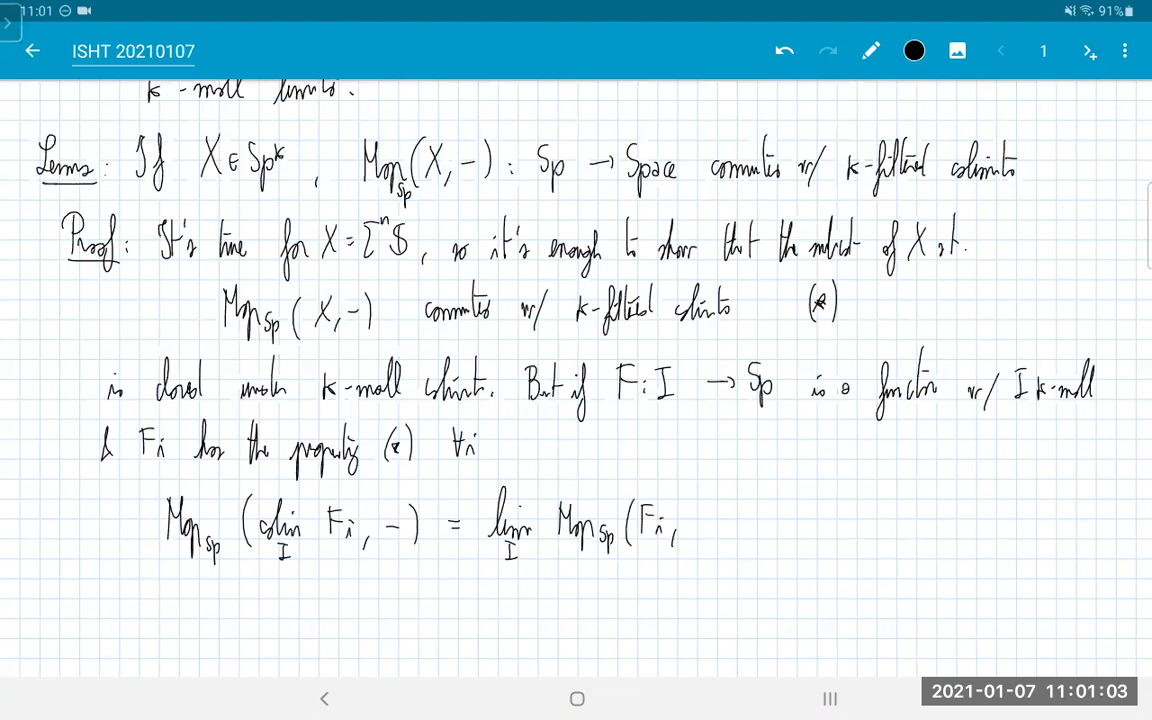 11:01
91%
ISHT 20210107
1
κ-small limits.
Lemma: If X ∈ Sp^κ, Map_Sp(X, -) : Sp → Space commutes w/ κ-filtered colimits
Proof: It's true for X = Σ^n 𝕊, so it's enough to show that the subcat of X st.
Map_Sp(X, -) commutes w/ κ-filtered colimits (*)
is closed under κ-small colimits. But if F: I → Sp is a functor w/ I κ-small
& Fi has the property (*) ∀i
Map_Sp(colim_I Fi, -) = lim_I Map_Sp(Fi,
2021-01-07 11:01:03